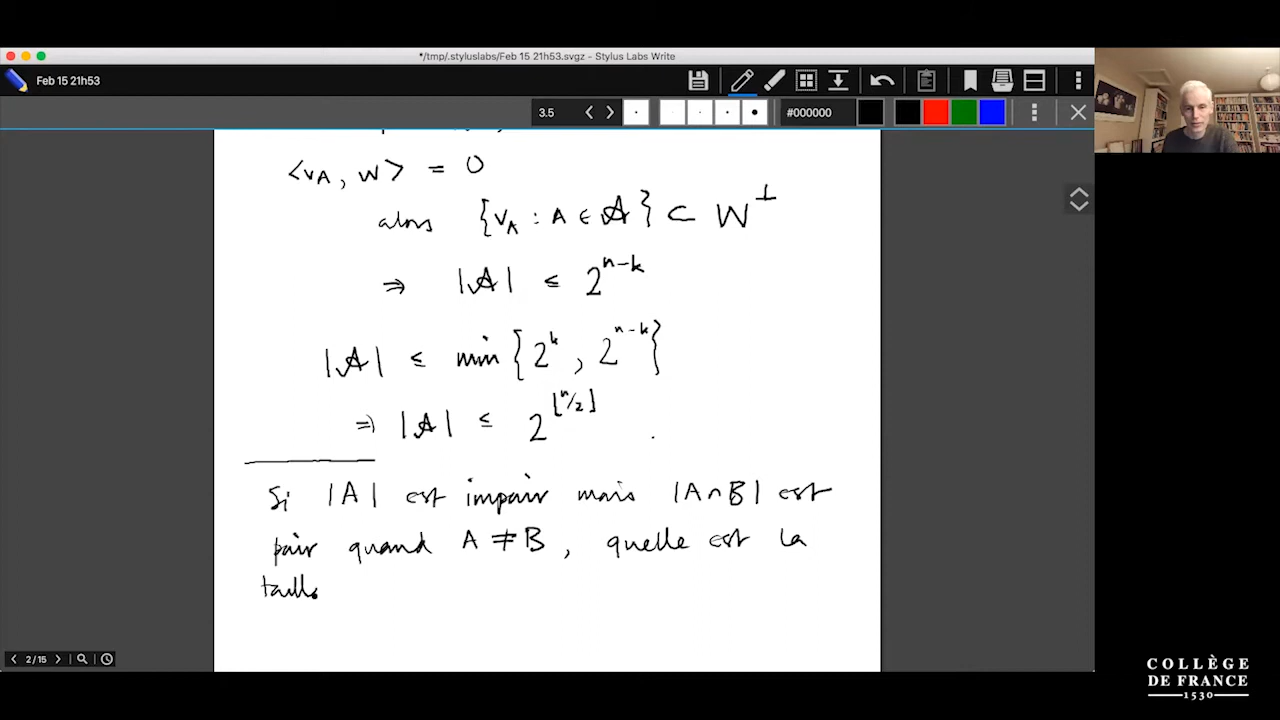 */tmp/.styluslabs/Feb 15 21h53.svgz - Stylus Labs Write
Feb 15 21h53
3.5
#000000
<v_A, W> = 0
alors {v_A : A ∈ 𝒜} ⊂ W^⊥
⇒ |𝒜| ≤ 2^{n-k}
|𝒜| ≤ min {2^k, 2^{n-k}}
⇒ |𝒜| ≤ 2^{⌊n/2⌋}
Si |A| est impair mais |A∩B| est
pair quand A ≠ B, quelle est la
taille
2/15
COLLÈGE
DE FRANCE
1530